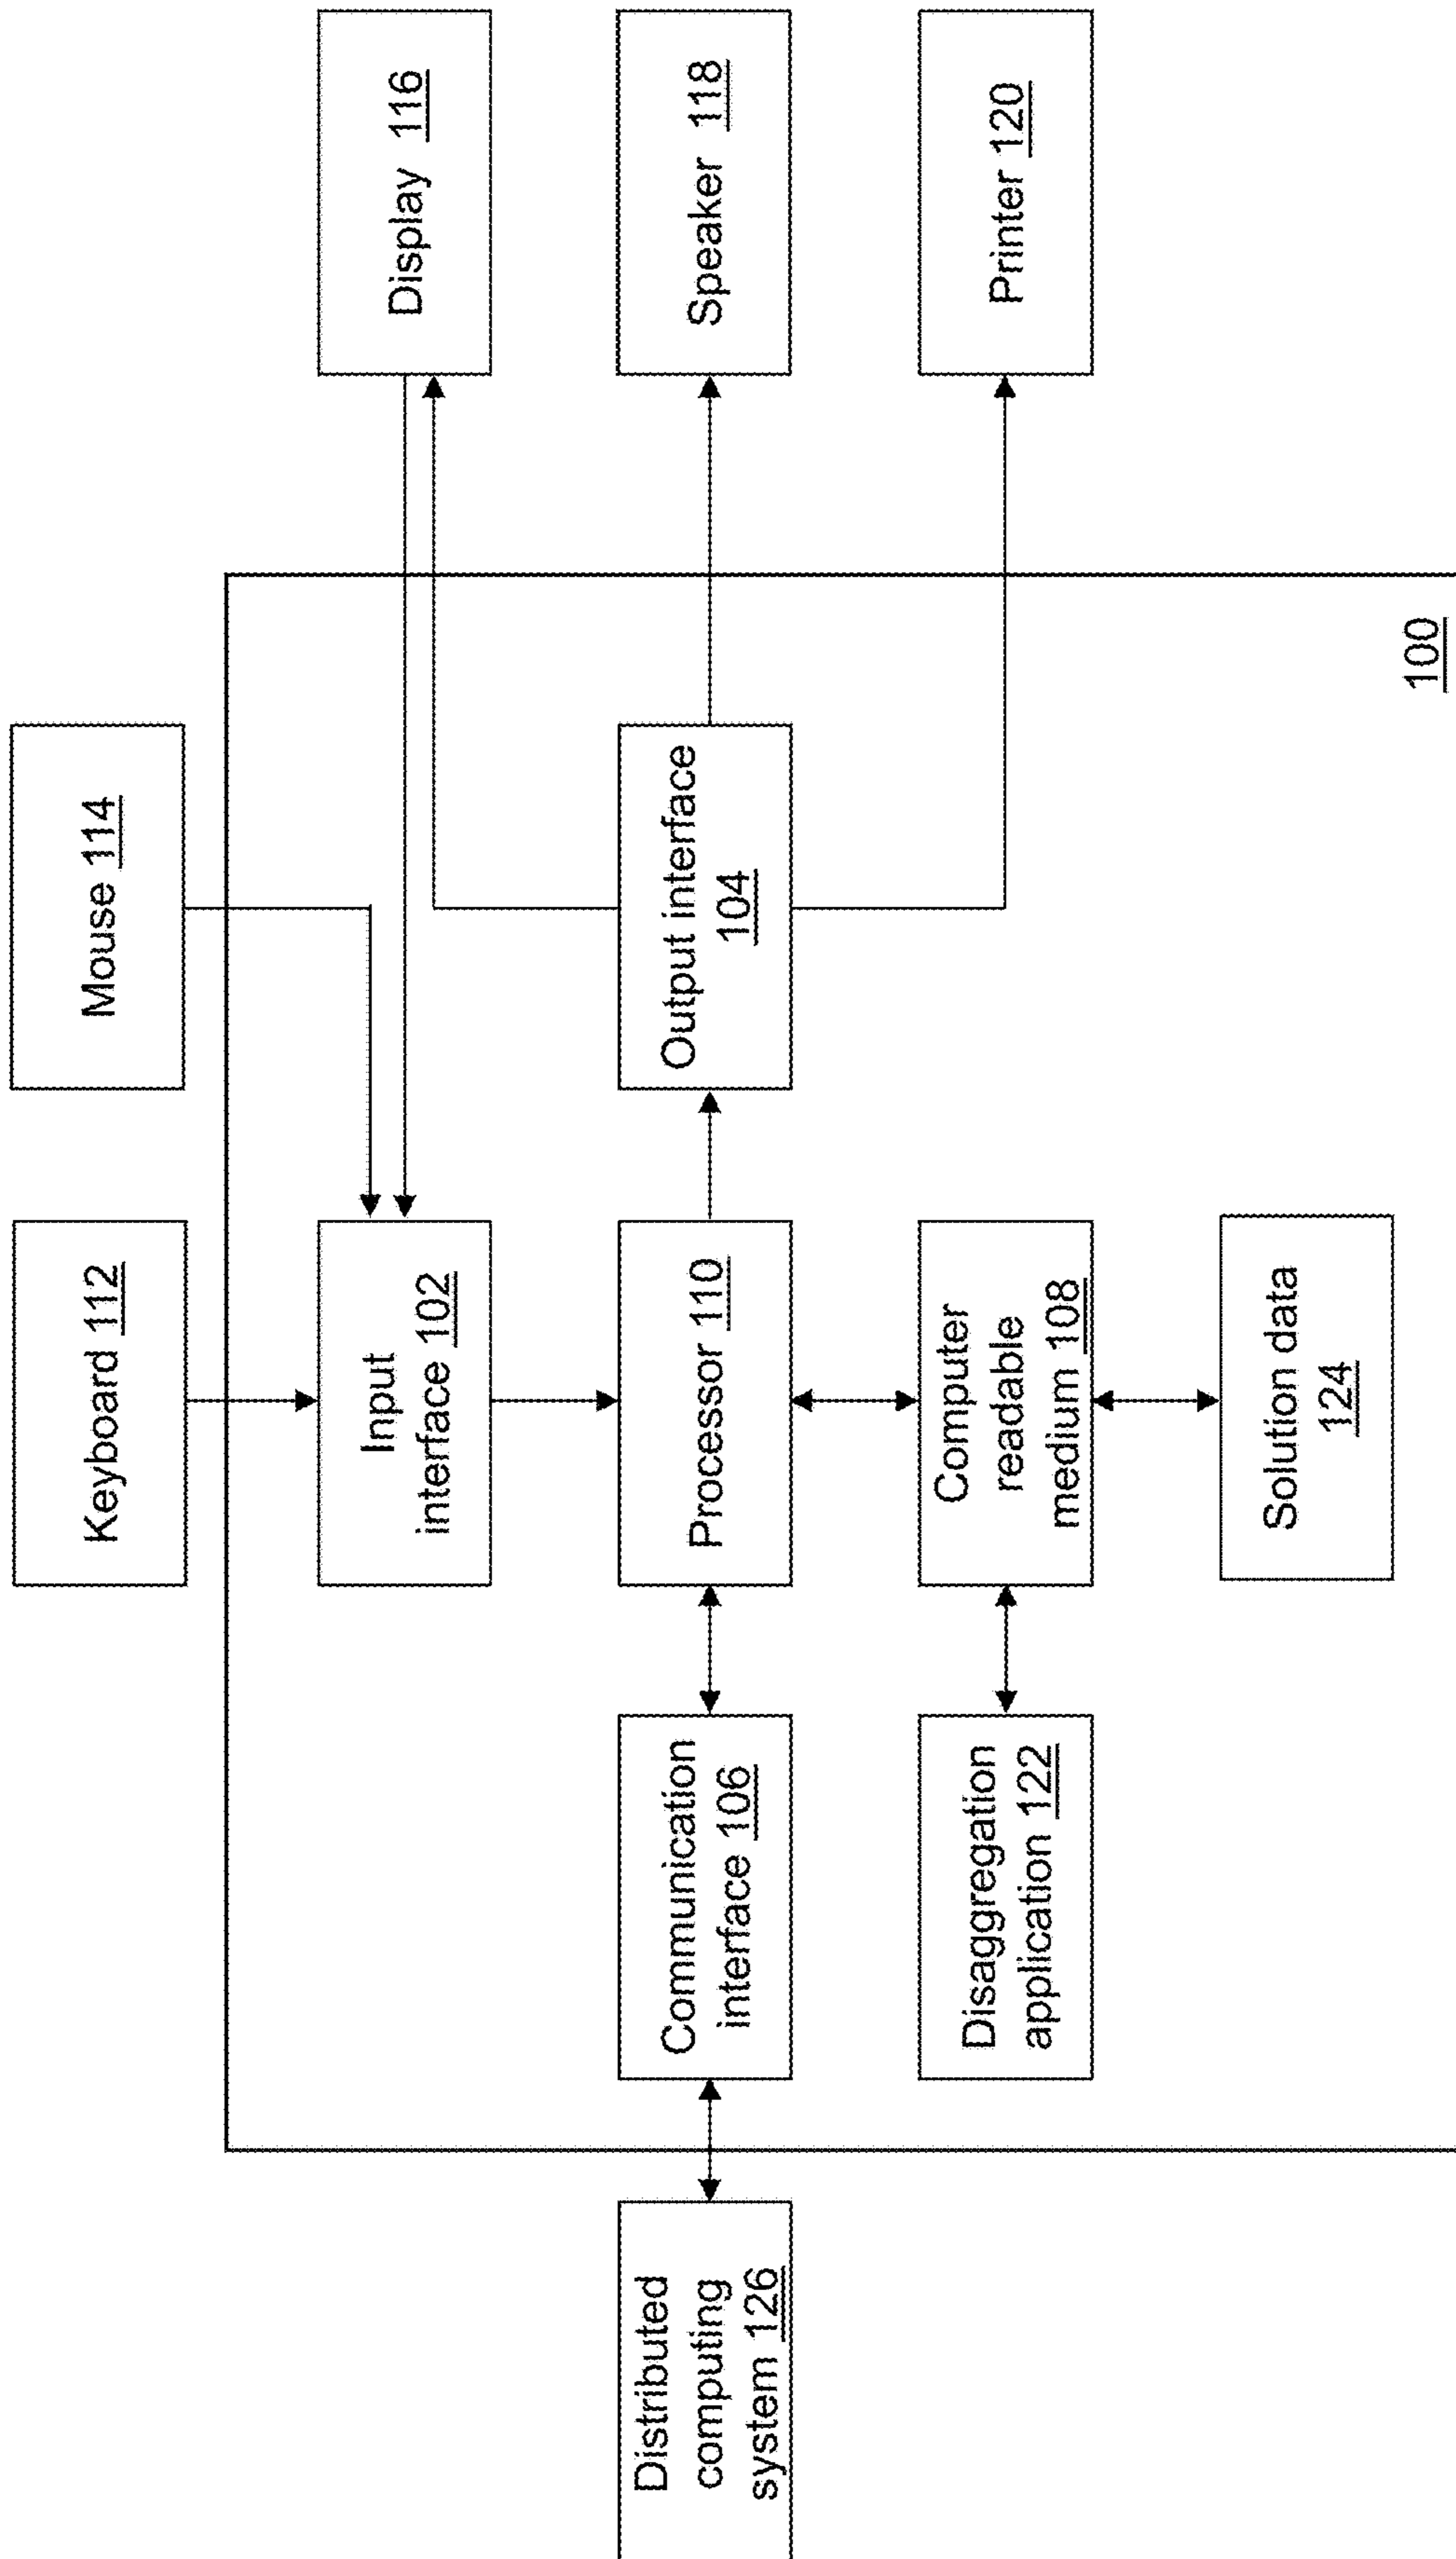 Keyboard 112
Mouse 114
Input
interface 102
Display 116
Distributed
computing
system 126
Communication
interface 106
Processor 110
Output interface
104
Speaker 118
Disaggregation
application 122
Computer
readable
medium 108
Printer 120
Solution data
124
100